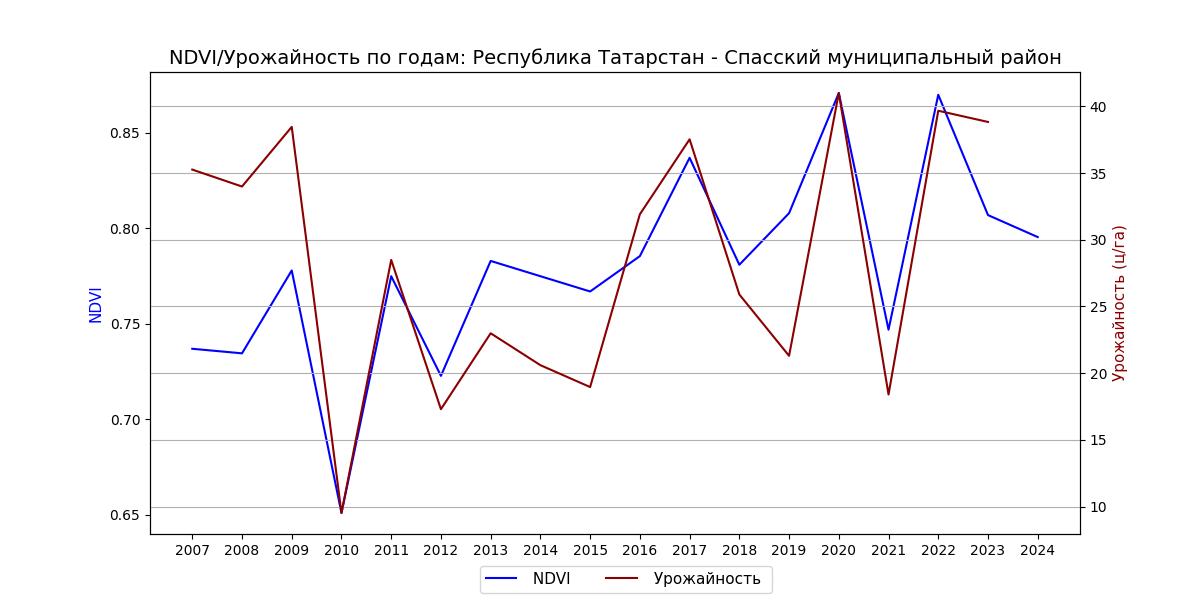 NDVI/Урожайность по годам: Республика Татарстан - Спасский муниципальный район
0.85
0.80
0.75
0.70
0.65
NDVI
40
35
30
25
20
15
10
Урожайность (ц/га)
2007 2008 2009 2010 2011 2012 2013 2014 2015 2016 2017 2018 2019 2020 2021 2022 2023 2024
NDVI Урожайность